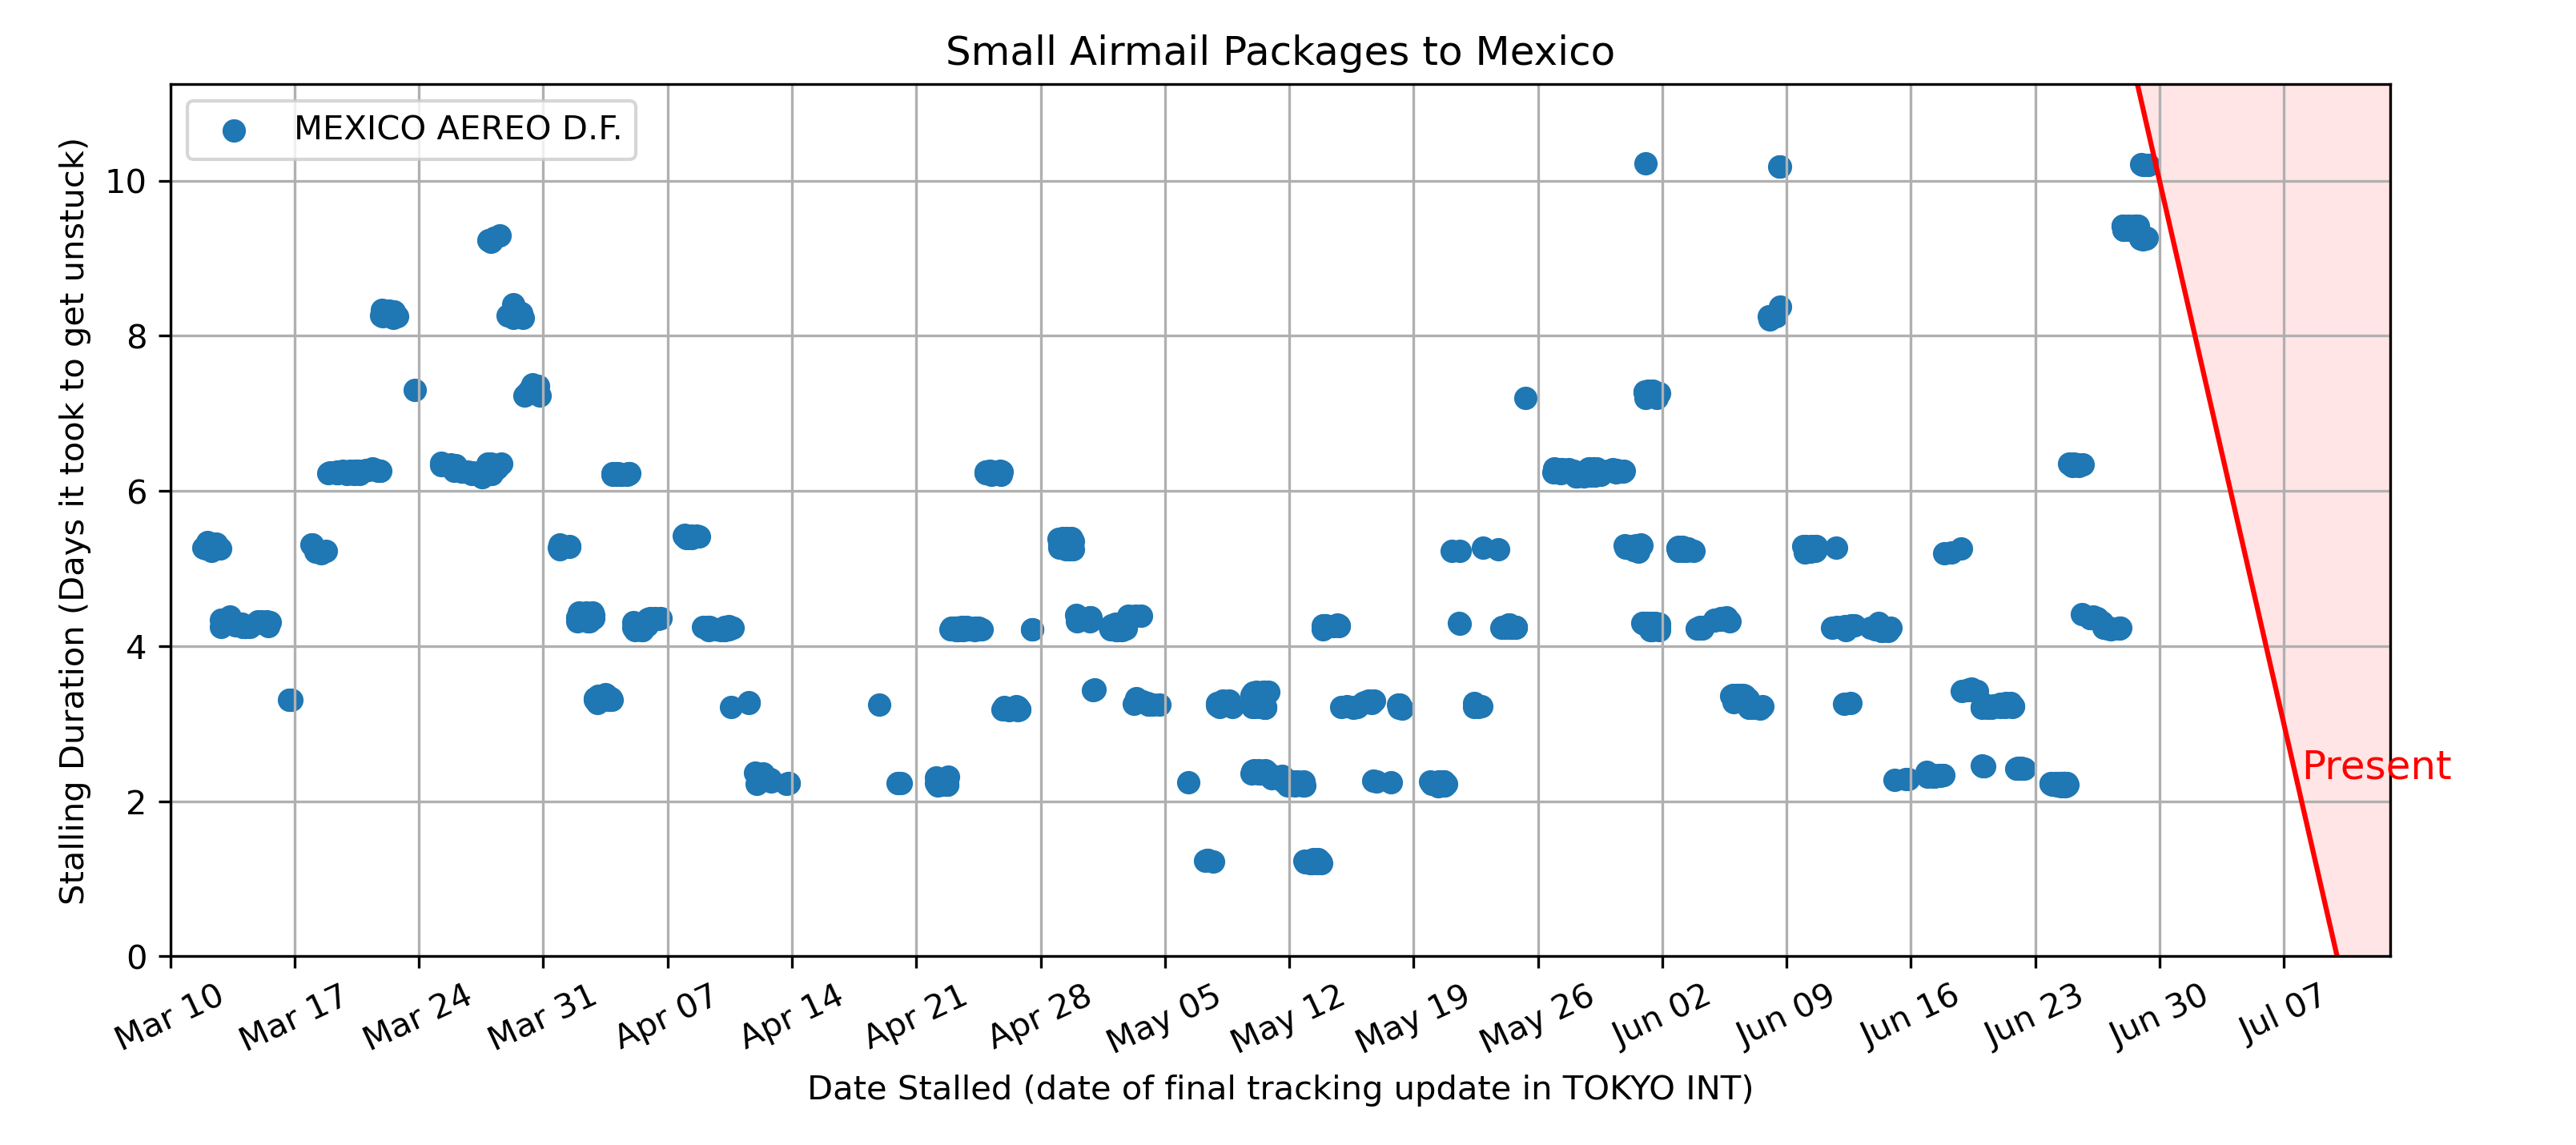 Small Airmail Packages to Mexico
MEXICO AEREO D.F.
Stalling Duration (Days it took to get unstuck)
10
8
6
4
2
0
Present
Mar 10
Mar 17
Mar 24
Mar 31
Apr 07
Apr 14
Apr 21
Apr 28
May 05
May 12
May 19
May 26
Jun 02
Jun 09
Jun 16
Jun 23
Jun 30
Jul 07
Date Stalled (date of final tracking update in TOKYO INT)